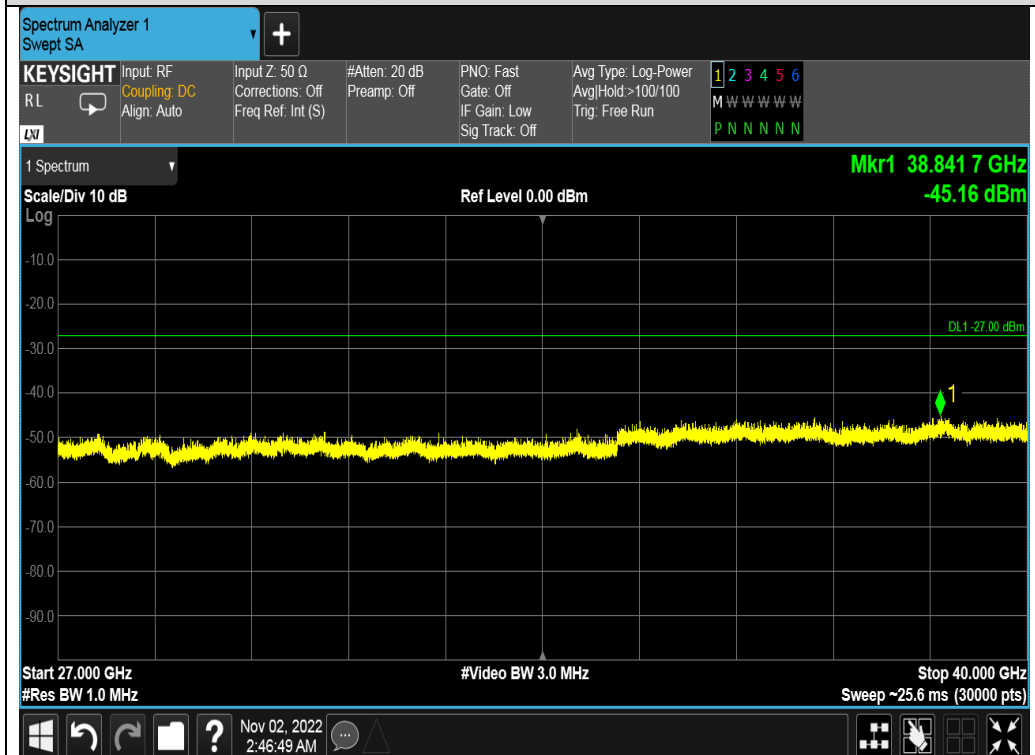 Spectrum Analyzer 1
Swept SA
+
KEYSIGHT
RL
LXI
Input: RF
Coupling: DC
Align: Auto
Input Z: 50 Ω
Corrections: Off
Freq Ref: Int (S)
#Atten: 20 dB
Preamp: Off
PNO: Fast
Gate: Off
IF Gain: Low
Sig Track: Off
Avg Type: Log-Power
Avg|Hold:>100/100
Trig: Free Run
1 2 3 4 5 6
M W W W W W
P N N N N N
1 Spectrum
Mkr1 38.841 7 GHz
-45.16 dBm
Scale/Div 10 dB
Ref Level 0.00 dBm
Log
-10.0
-20.0
DL1 -27.00 dBm
-30.0
-40.0
1
-50.0
-60.0
-70.0
-80.0
-90.0
Start 27.000 GHz
#Video BW 3.0 MHz
Stop 40.000 GHz
#Res BW 1.0 MHz
Sweep ~25.6 ms (30000 pts)
?
Nov 02, 2022
2:46:49 AM